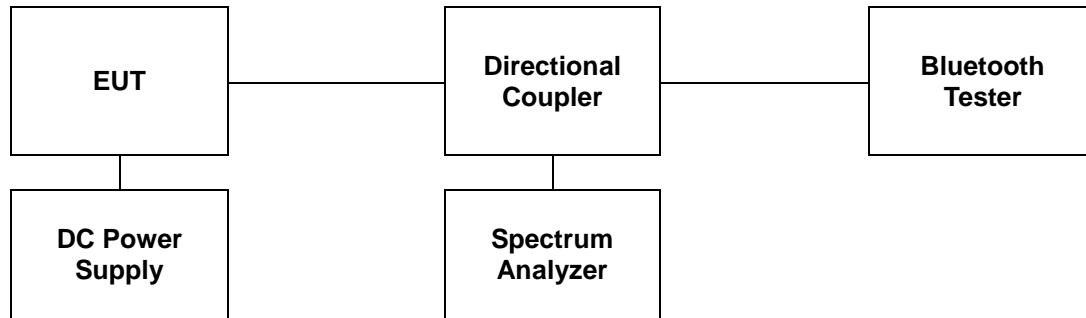 EUT
Directional
Coupler
Bluetooth
Tester
DC Power
Supply
Spectrum
Analyzer